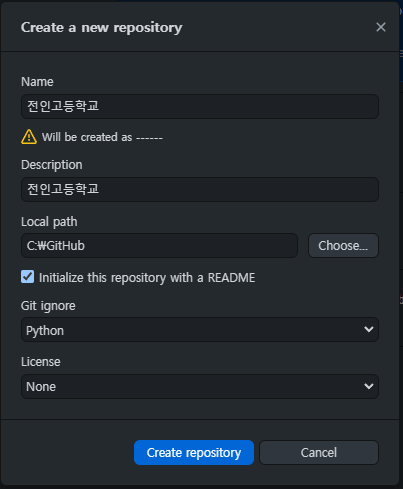 Create a new repository
Name
전인고등학교
Will be created as ------
Description
전인고등학교
Local path
C:₩GitHub
Choose...
Initialize this repository with a README
Git ignore
Python
License
None
Create repository
Cancel